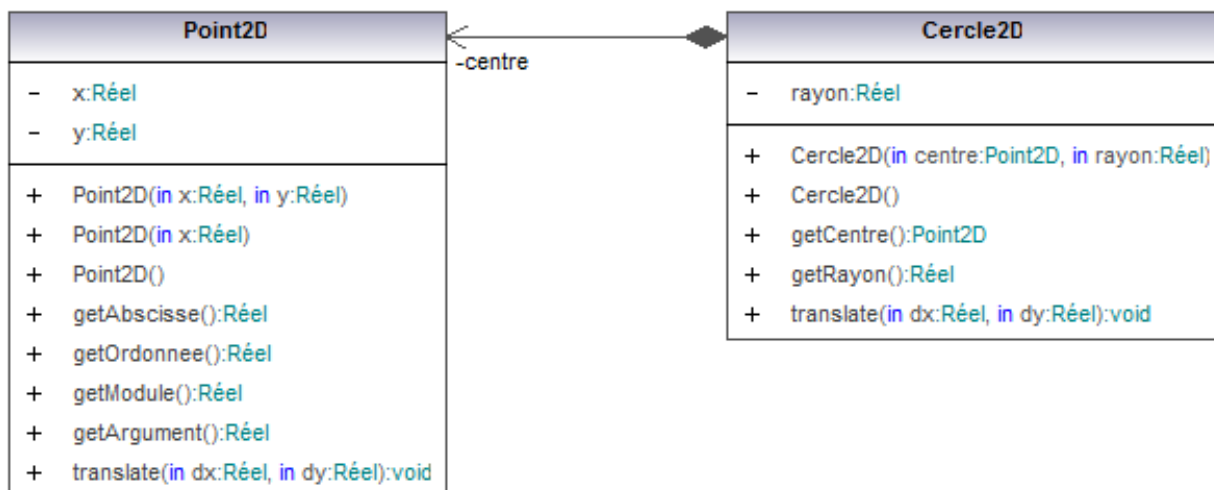 Point2D
- x:Réel
- y:Réel
+ Point2D(in x:Réel, in y:Réel)
+ Point2D(in x:Réel)
+ Point2D()
+ getAbscisse():Réel
+ getOrdonnee():Réel
+ getModule():Réel
+ getArgument():Réel
+ translate(in dx:Réel, in dy:Réel):void
-centre
Cercle2D
- rayon:Réel
+ Cercle2D(in centre:Point2D, in rayon:Réel)
+ Cercle2D()
+ getCentre():Point2D
+ getRayon():Réel
+ translate(in dx:Réel, in dy:Réel):void